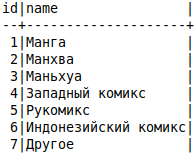 id|name               |
--+-------------------+
 1|Манга              |
 2|Манхва             |
 3|Маньхуа            |
 4|Западный комикс    |
 5|Рукомикс           |
 6|Индонезийский комикс|
 7|Другое             |